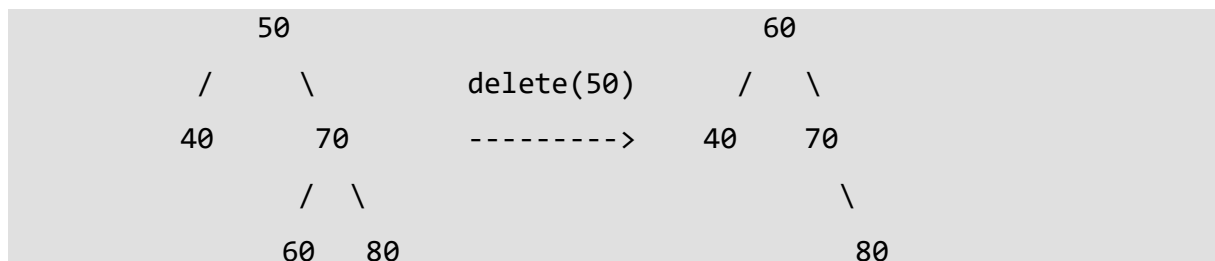 50 60
/ \ delete(50) / \
40 70 ---------> 40 70
/ \ \
60 80 80